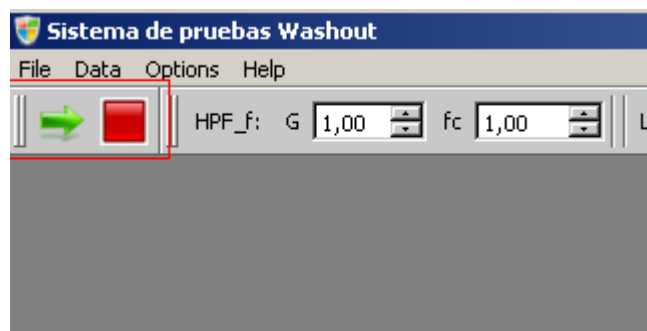 Sistema de pruebas Washout
File Data Options Help
HPF_f: G 1,00 fc 1,00 L